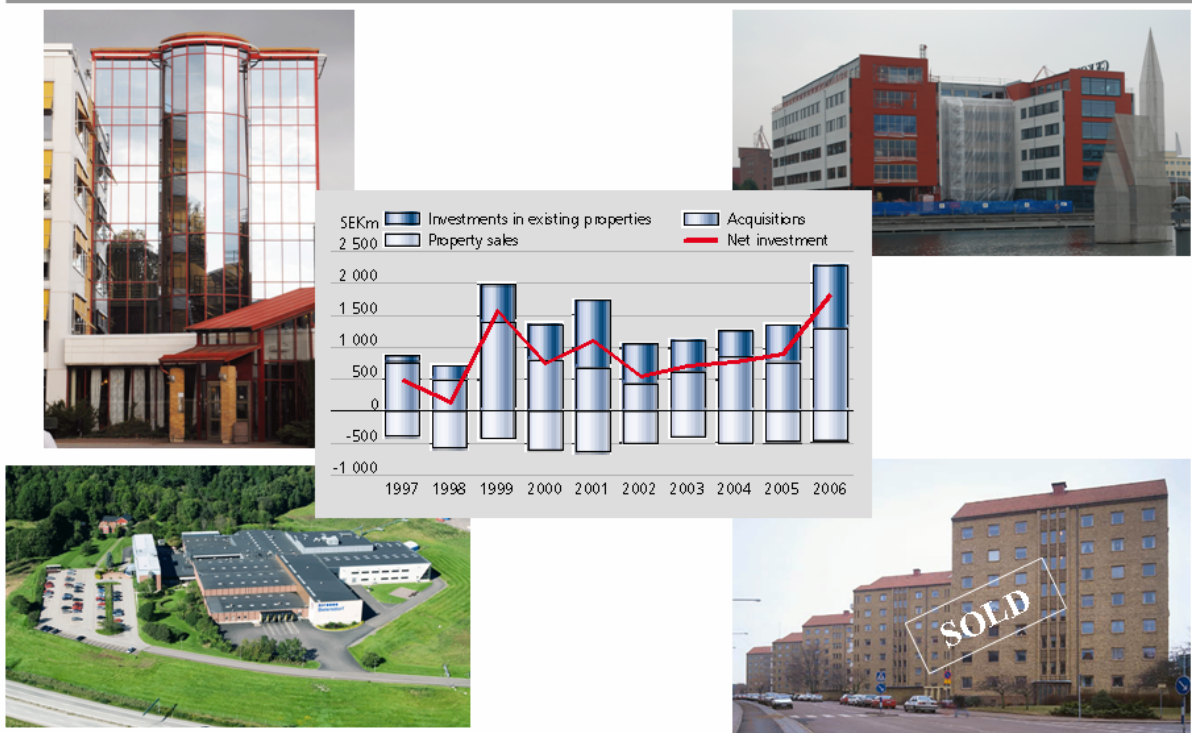 SEKm Investments in existing properties Acquisitions
Property sales Net investment
2 500
2 000
1 500
1 000
500
0
-500
-1 000
1997 1998 1999 2000 2001 2002 2003 2004 2005 2006
SOLD